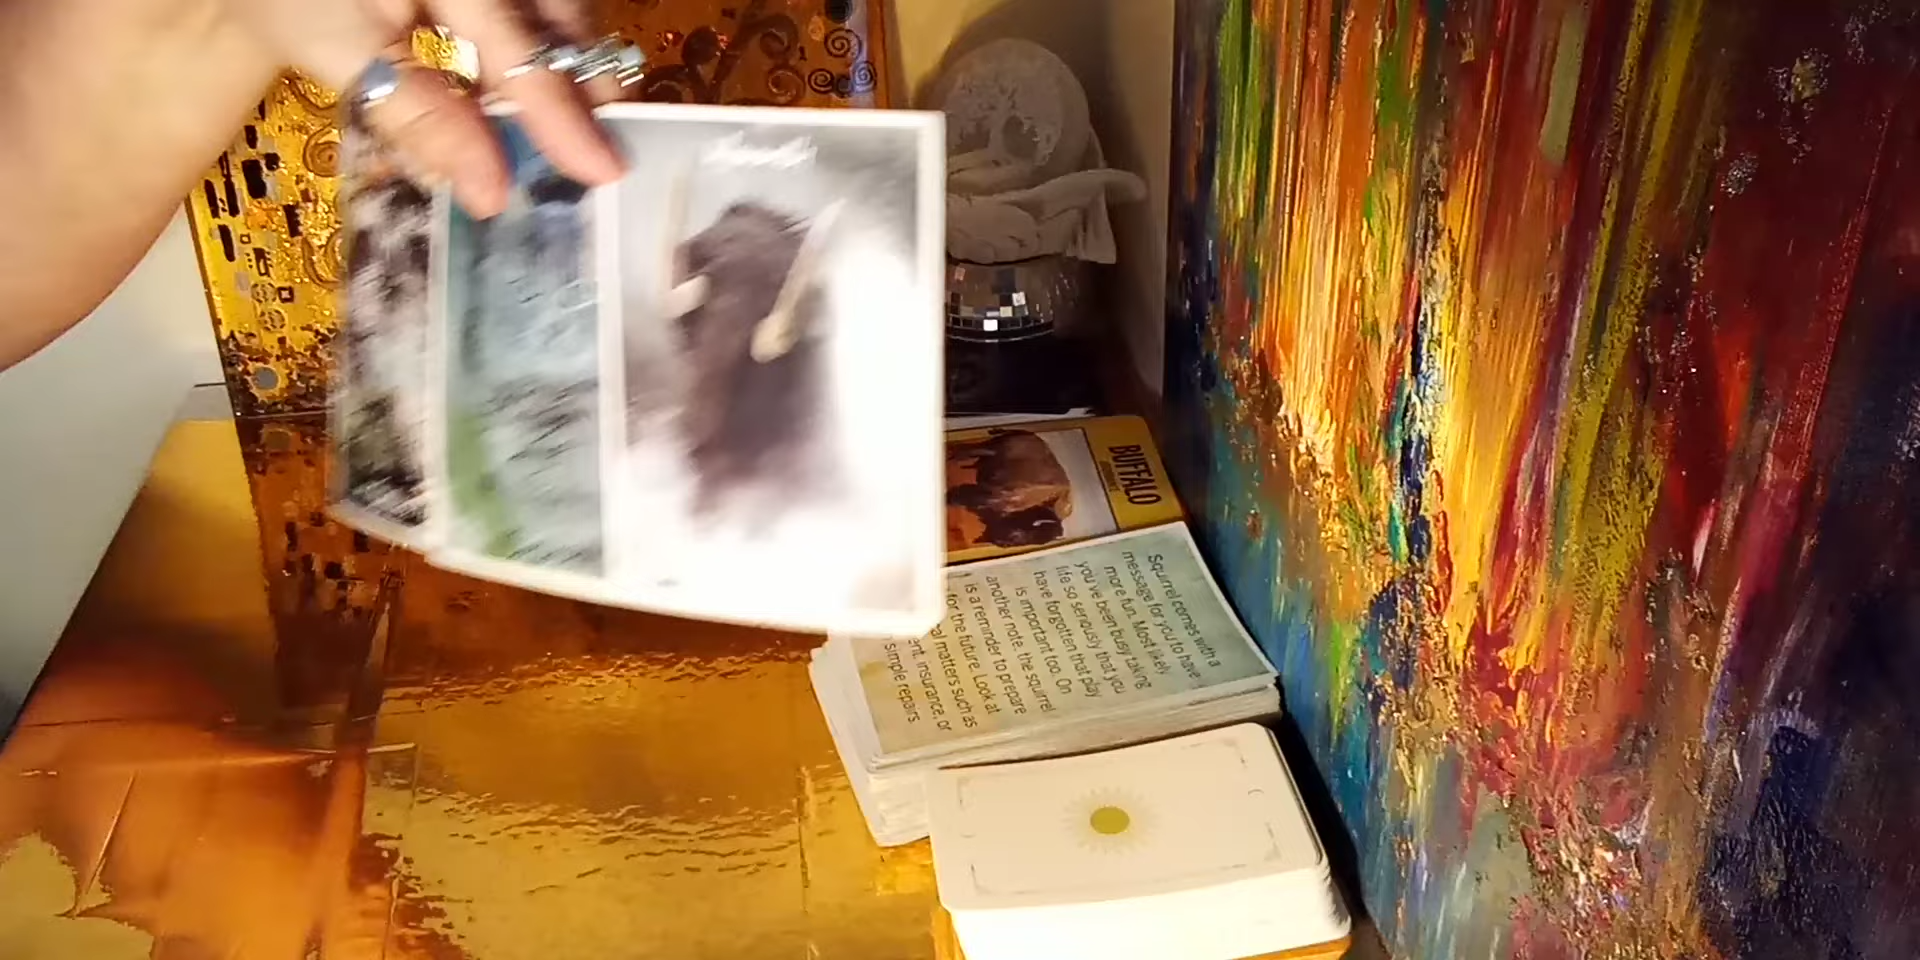 BUFFALO
Squirrel comes with a
message for you to have
more fun. Most likely
you've been busy taking
life so seriously that you
have forgotten that play
is important too. On
another note, the squirrel
is a reminder to prepare
for the future. Look at
matters such as
insurance, or
simple repairs.